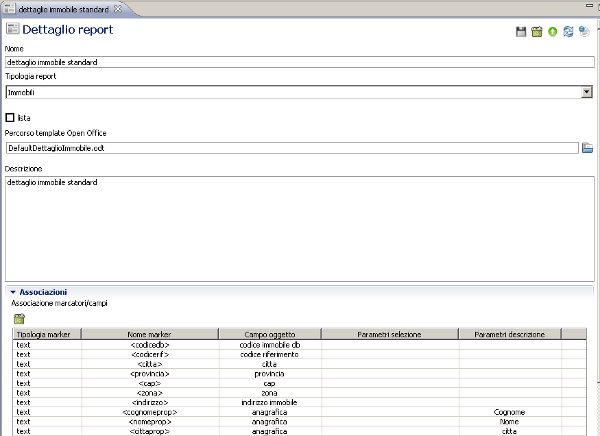 dettaglio immobile standard
Dettaglio report
Nome
dettaglio immobile standard
Tipologia report
Immobili
lista
Percorso template Open Office
DefaultDettaglioImmobile.odt
Descrizione
dettaglio immobile standard
Associazioni
Associazione marcatori/campi
Tipologia marker Nome marker Campo oggetto Parametri selezione Parametri descrizione
text <codicedb> codice immobile db
text <codicerif> codice riferimento
text <citta> citta
text <provincia> provincia
text <cap> cap
text <zona> zona
text <indirizzo> indirizzo immobile
text <cognomeprop> anagrafica Cognome
text <nomeprop> anagrafica Nome
text <cittaprop> anagrafica citta